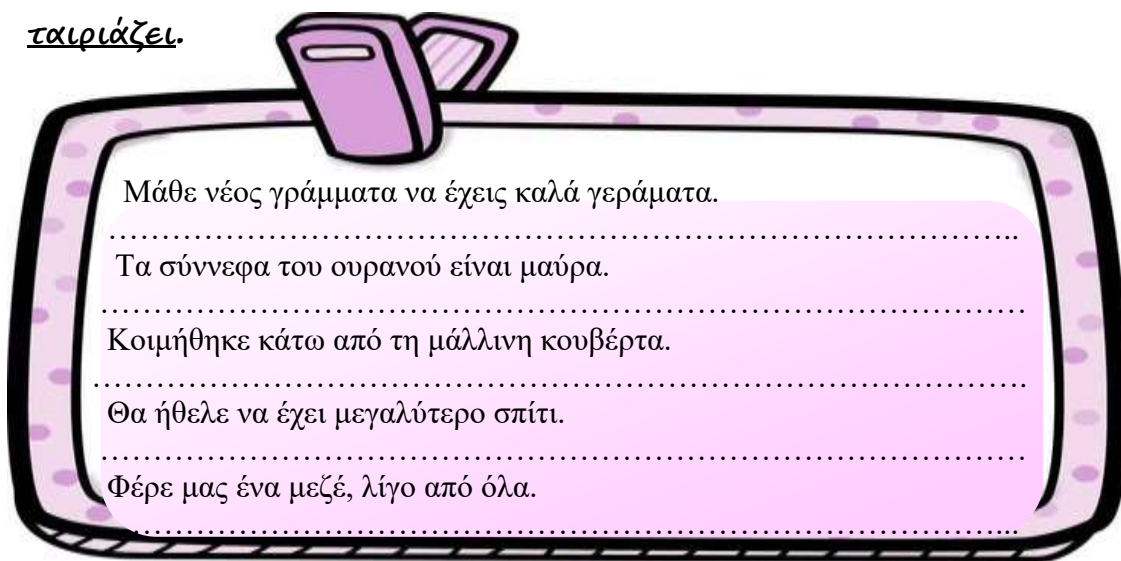 ταιριάζει.
Μάθε νέος γράμματα να έχεις καλά γεράματα.
…………………………………………………………………………………..
Τα σύννεφα του ουρανού είναι μαύρα.
……………………………………………………………………………………
Κοιμήθηκε κάτω από τη μάλλινη κουβέρτα.
…………………………………………………………………………………….
Θα ήθελε να έχει μεγαλύτερο σπίτι.
……………………………………………………………………………………
Φέρε μας ένα μεζέ, λίγο από όλα.
…………………………………………………………………………………...